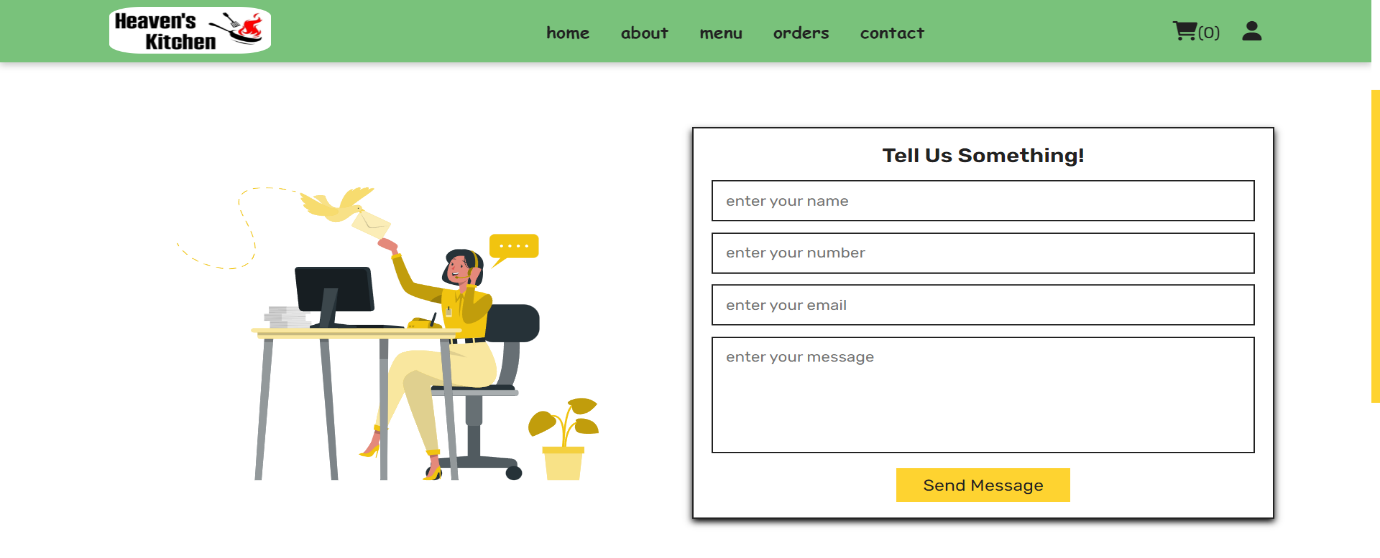 Heaven's
Kitchen
home about menu orders contact
(0)
Tell Us Something!
enter your name
enter your number
enter your email
enter your message
Send Message